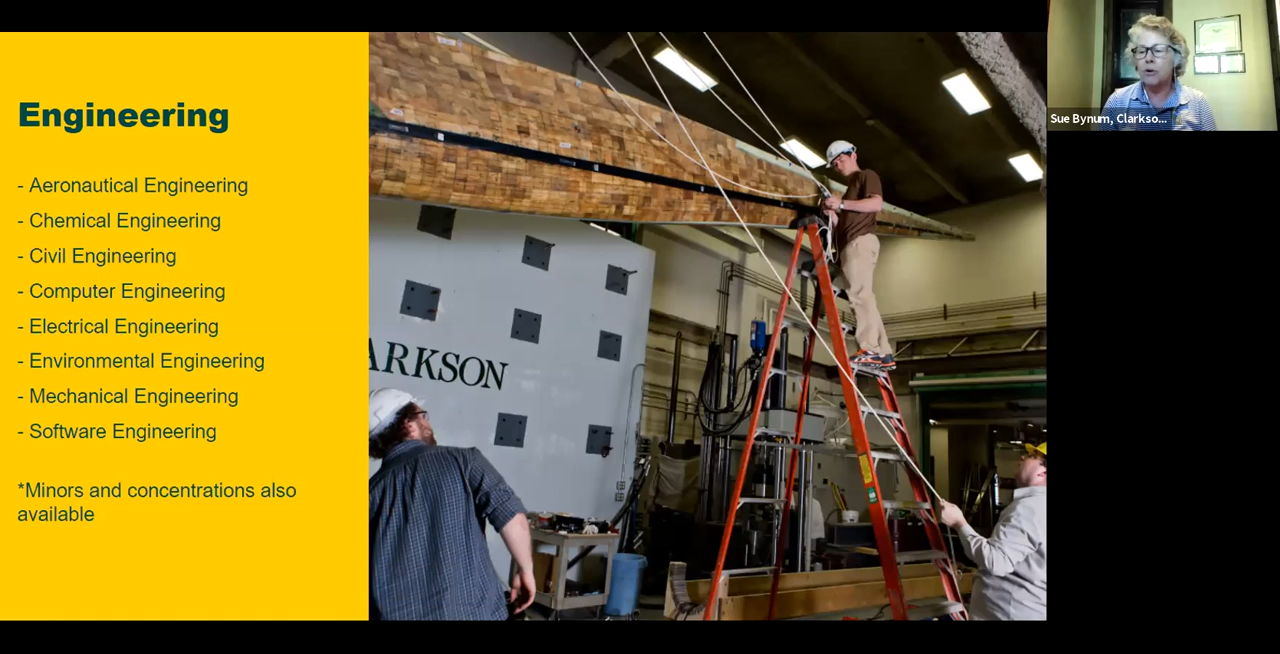 Engineering
- Aeronautical Engineering
- Chemical Engineering
- Civil Engineering
- Computer Engineering
- Electrical Engineering
- Environmental Engineering
- Mechanical Engineering
- Software Engineering
*Minors and concentrations also
available
ARKSON
Sue Bynum, Clarkso...